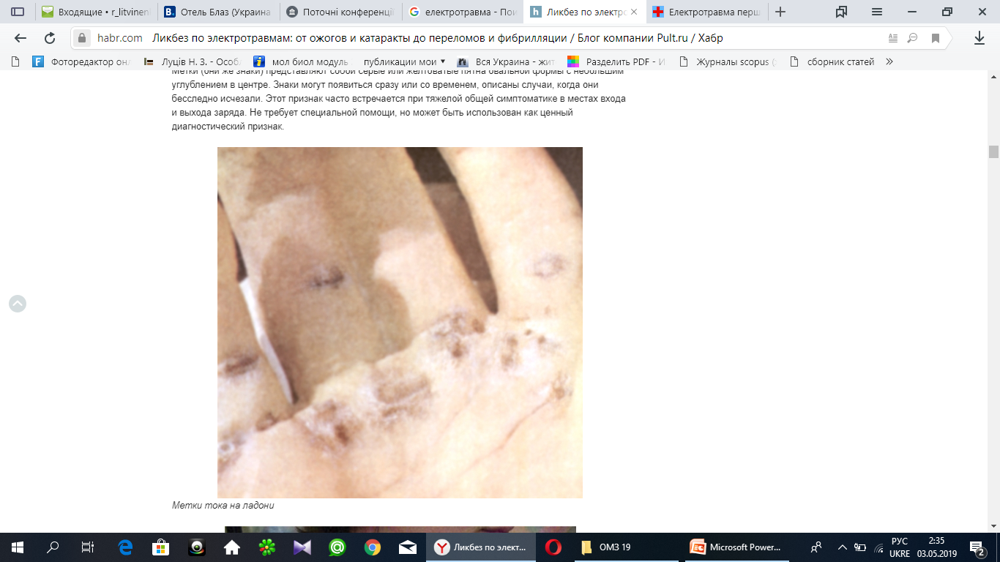 Входящие • r_litvinen
Отель Блаз (Украина
Поточні конференції
електротравма - Пои
Ликбез по электро
Електротравма перш
habr.com Ликбез по электротравмам: от ожогов и катаракты до переломов и фибрилляции / Блог компании Pult.ru / Хабр
Фоторедактор онл
Луців Н. З. - Особл
мол биол модуль
публикации мои
Вся Украина - жит
Разделить PDF - И
Журналы scopus (
сборник статей
Метки (они же знаки) представляют собой серые или желтоватые пятна овальной формы с небольшим
углублением в центре. Знаки могут появиться сразу или со временем, описаны случаи, когда они
бесследно исчезали. Этот признак часто встречается при тяжелой общей симптоматике в местах входа
и выхода заряда. Не требует специальной помощи, но может быть использован как ценный
диагностический признак.
Метки тока на ладони
Ликбез по элект...
ОМЗ 19
Microsoft Power...
РУС
UKRE
2:35
03.05.2019
2